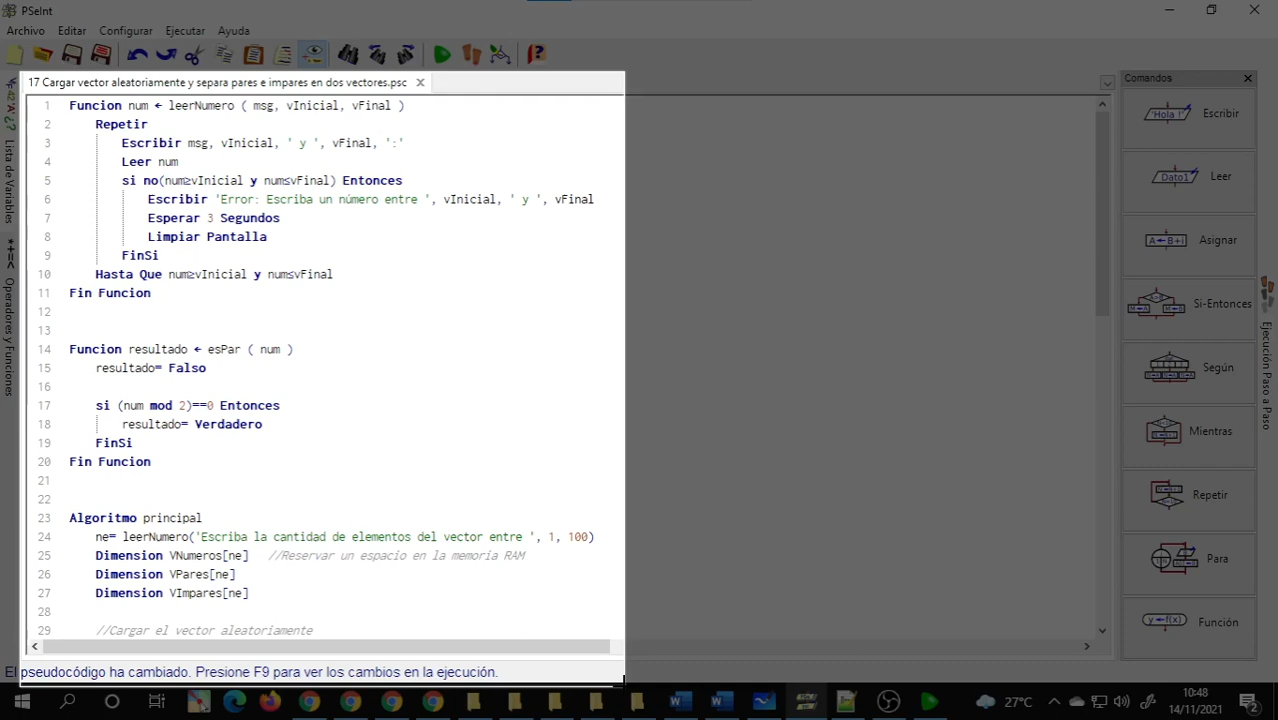 PSeInt
Archivo Editar Configurar Ejecutar Ayuda
17 Cargar vector aleatoriamente y separa pares e impares en dos vectores.psc
1 Funcion num ← leerNumero ( msg, vInicial, vFinal )
2 Repetir
3 Escribir msg, vInicial, ' y ', vFinal, ':'
4 Leer num
5 si no(num≥vInicial y num≤vFinal) Entonces
6 Escribir 'Error: Escriba un número entre ', vInicial, ' y ', vFinal
7 Esperar 3 Segundos
8 Limpiar Pantalla
9 FinSi
10 Hasta Que num≥vInicial y num≤vFinal
11 Fin Funcion
12
13
14 Funcion resultado ← esPar ( num )
15 resultado= Falso
16
17 si (num mod 2)==0 Entonces
18 resultado= Verdadero
19 FinSi
20 Fin Funcion
21
22
23 Algoritmo principal
24 ne= leerNumero('Escriba la cantidad de elementos del vector entre ', 1, 100)
25 Dimension VNumeros[ne] //Reservar un espacio en la memoria RAM
26 Dimension VPares[ne]
27 Dimension VImpares[ne]
28
29 //Cargar el vector aleatoriamente
El pseudocódigo ha cambiado. Presione F9 para ver los cambios en la ejecución.
Lista de Variables
*+=< Operadores y Funciones
Comandos
'Hola !' Escribir
Dato1 Leer
A←B+1 Asignar
Si-Entonces
Según
Mientras
Repetir
Para
y←f(x) Función
Ejecución Paso a Paso
27°C
10:48
14/11/2021
2